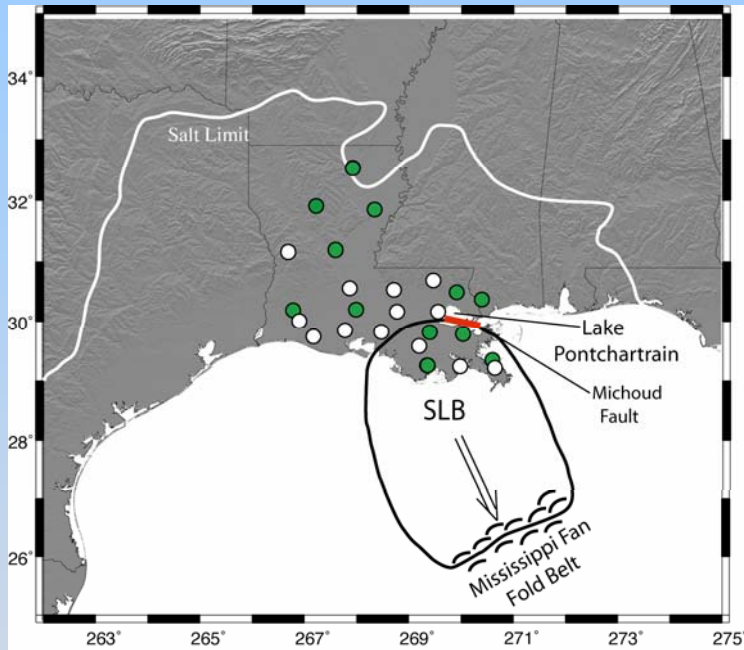 34°
Salt Limit
32°
30°
Lake
Pontchartrain
Michoud
Fault
SLB
28°
26°
Mississippi Fan
Fold Belt
263° 265° 267° 269° 271° 273° 275°